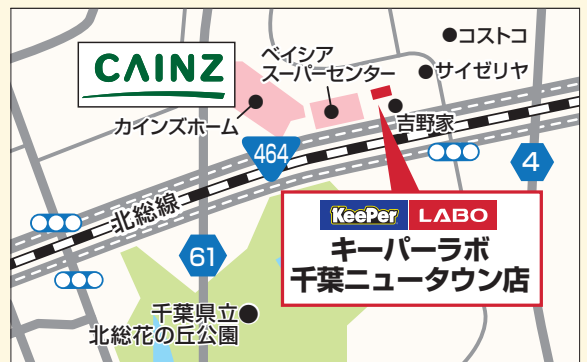 CAINZ
ベイシア
スーパーセンター
コストコ
サイゼリヤ
カインズホーム
吉野家
464
4
北総線
KeePer LABO
キーパーラボ
千葉ニュータウン店
61
千葉県立
北総花の丘公園